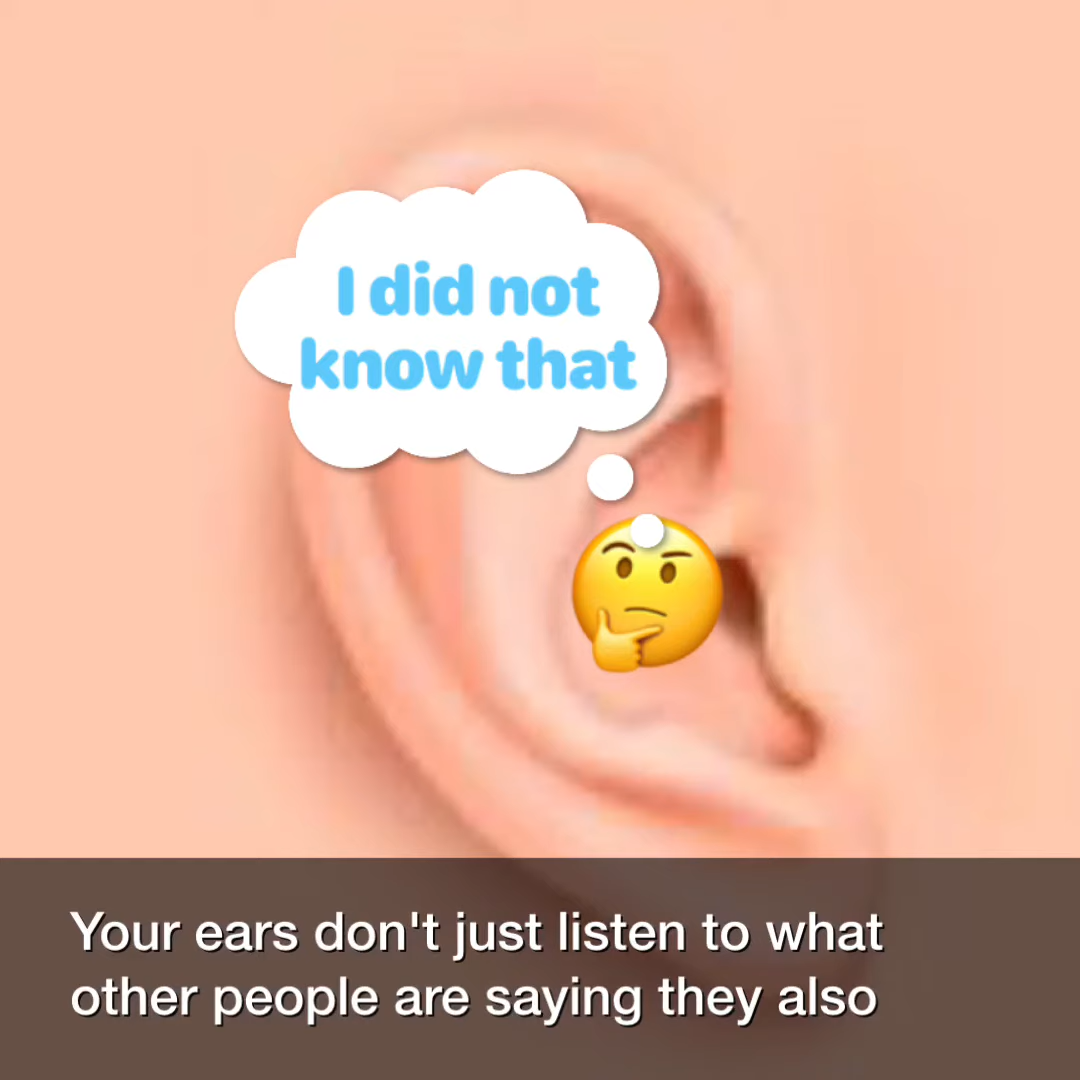 I did not
know that
Your ears don't just listen to what
other people are saying they also